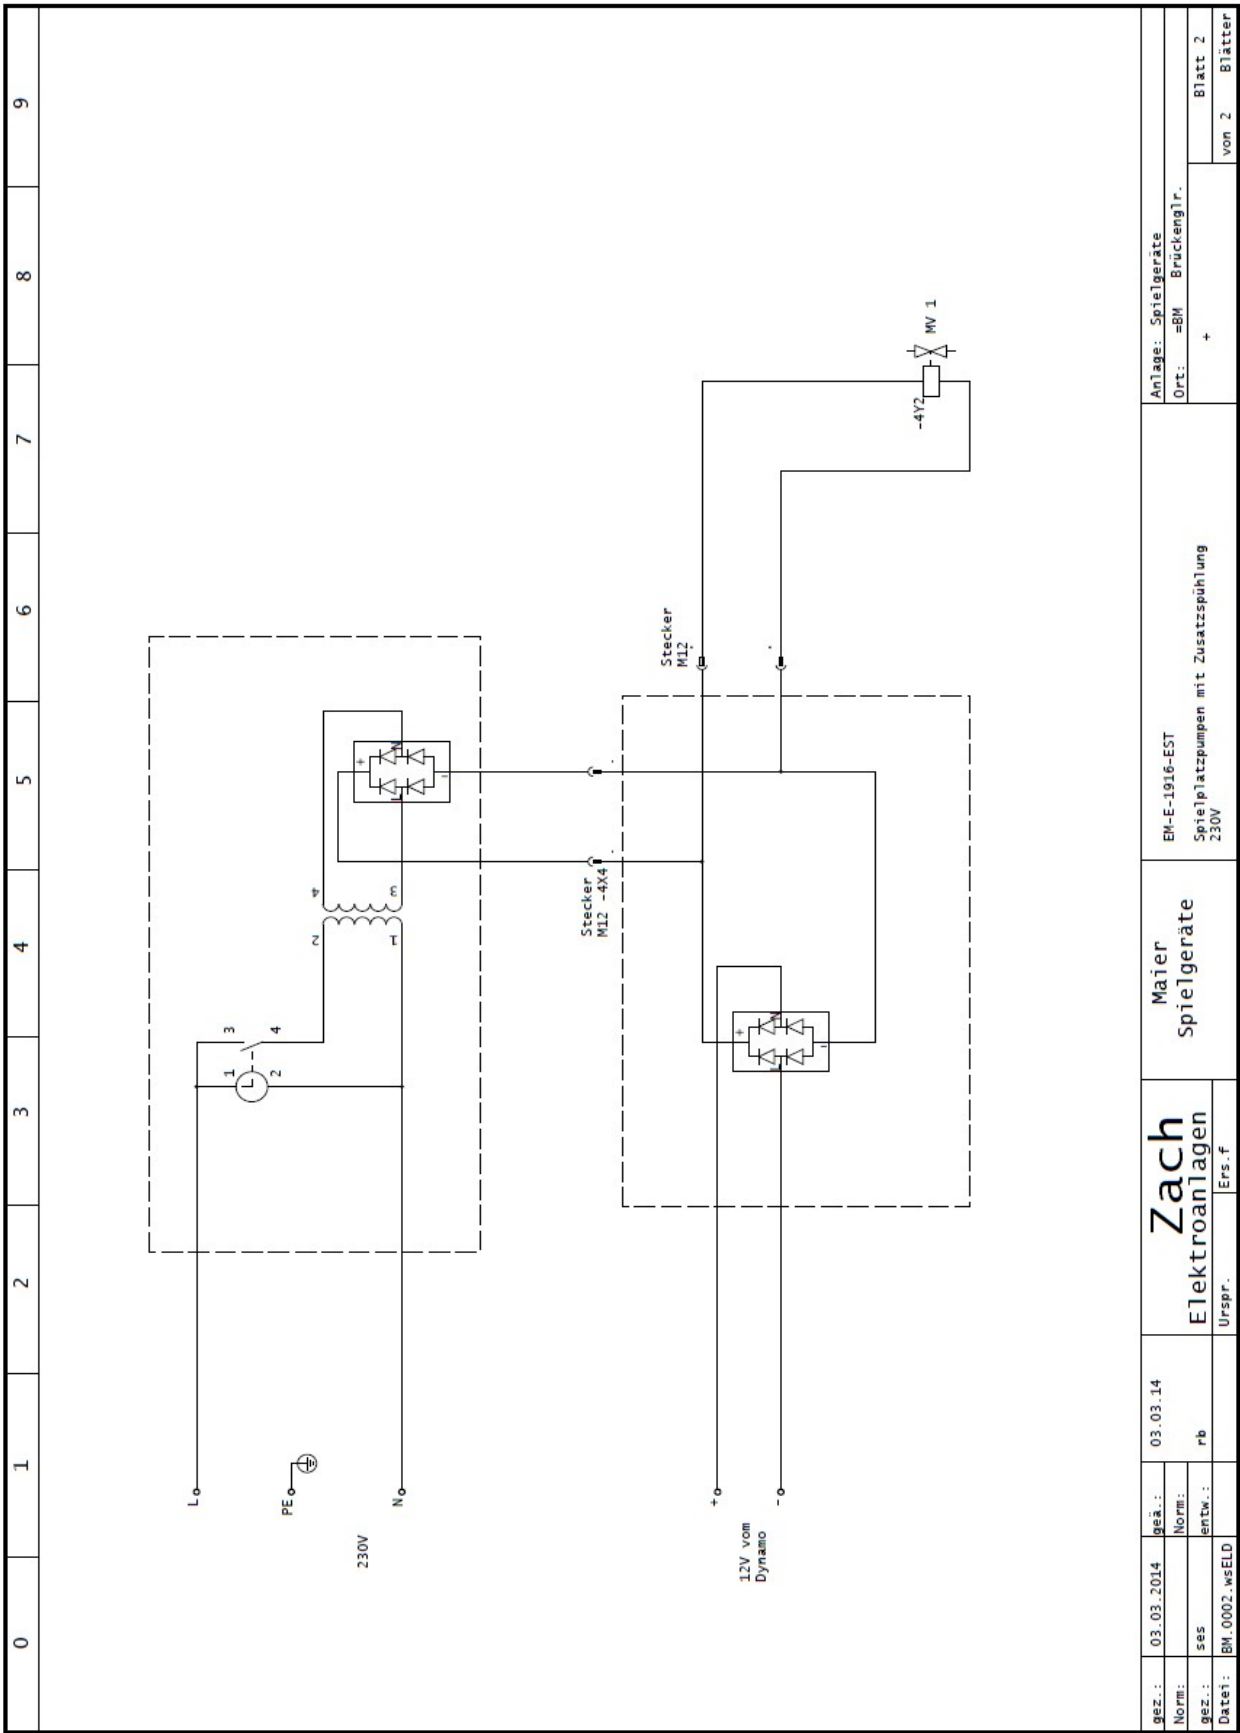 0 1 2 3 4 5 6 7 8 9
L
PE
N
230V
1
2
3
4
2
1
4
3
+
-
L
N
Stecker
M12 -4X4
12V vom
Dynamo
+
-
+
-
L
N
Stecker
M12
-4Y2
MV 1
gez.: 03.03.2014
Norm:
gez.: ses
Datei: BM.0002.wsELD
geä.: 03.03.14
Norm:
entw.: rb
Zach
Elektroanlagen
Urspr.
Ers.f
Maier
Spielgeräte
EM-E-1916-EST
Spielplatzpumpen mit Zusatzspühlung
230V
Anlage: Spielgeräte
Ort: =BM Brückenglr.
+
Blatt 2
von 2 Blätter